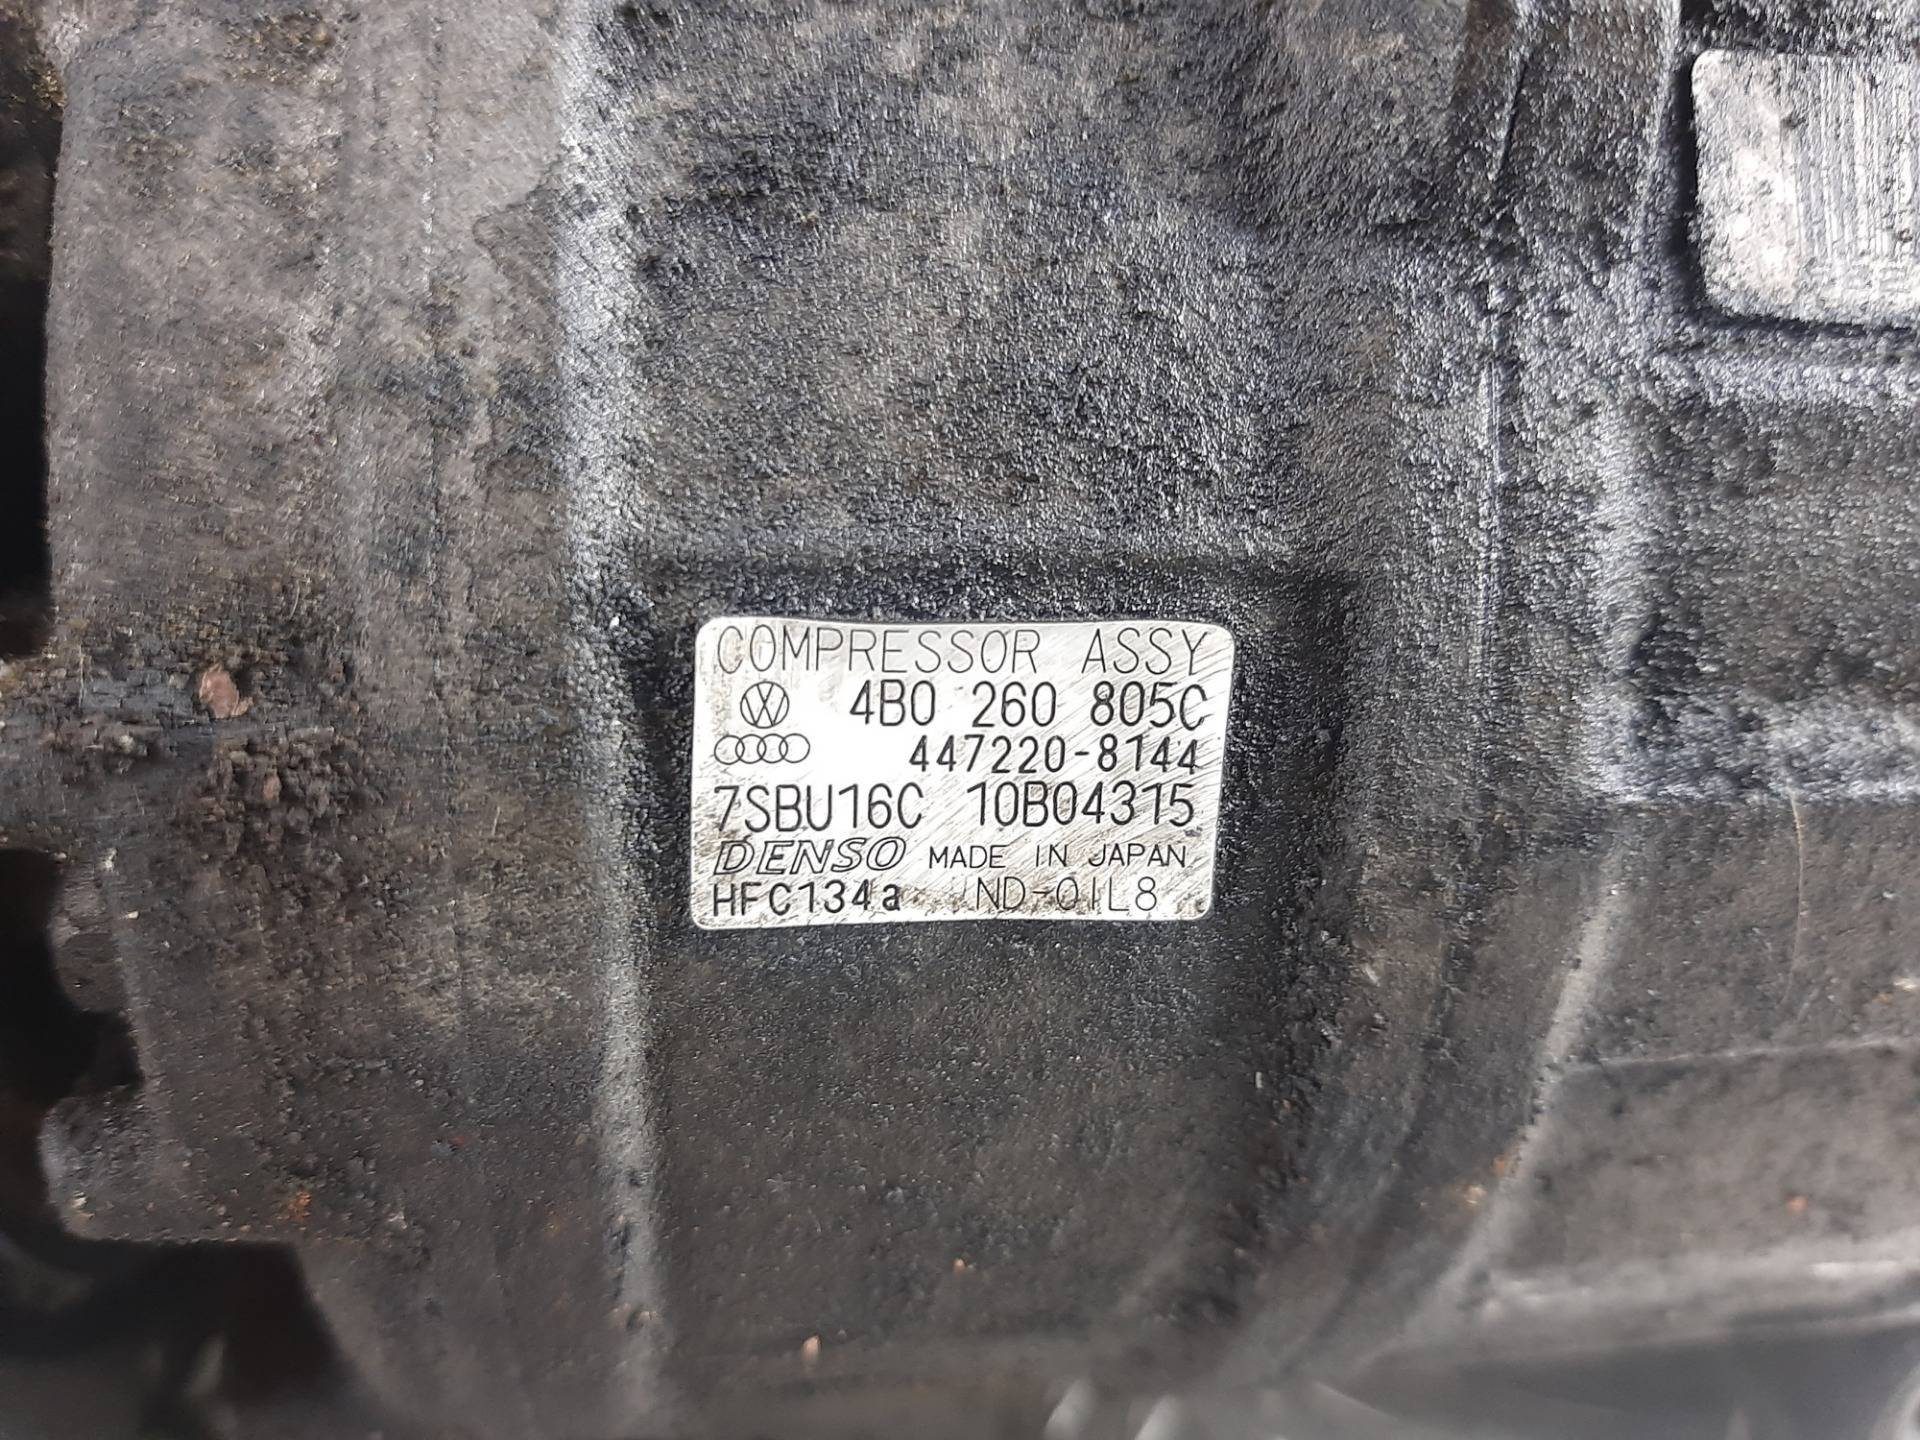 COMPRESSOR ASSY
4B0 260 805C
447220-8144
7SBU16C 10B04315
DENSO MADE IN JAPAN
HFC134a ND-OIL8